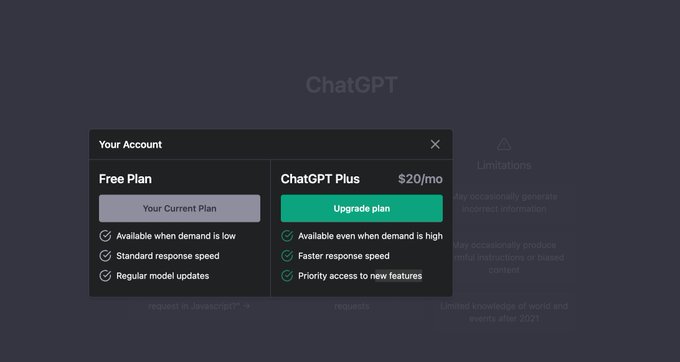 ChatGPT
Your Account
Free Plan
Your Current Plan
Available when demand is low
Standard response speed
Regular model updates
ChatGPT Plus $20/mo
Upgrade plan
Available even when demand is high
Faster response speed
Priority access to new features
Limitations
May occasionally generate
incorrect information
May occasionally produce
harmful instructions or biased
content
request in Javascript?" →
requests
Limited knowledge of world and
events after 2021